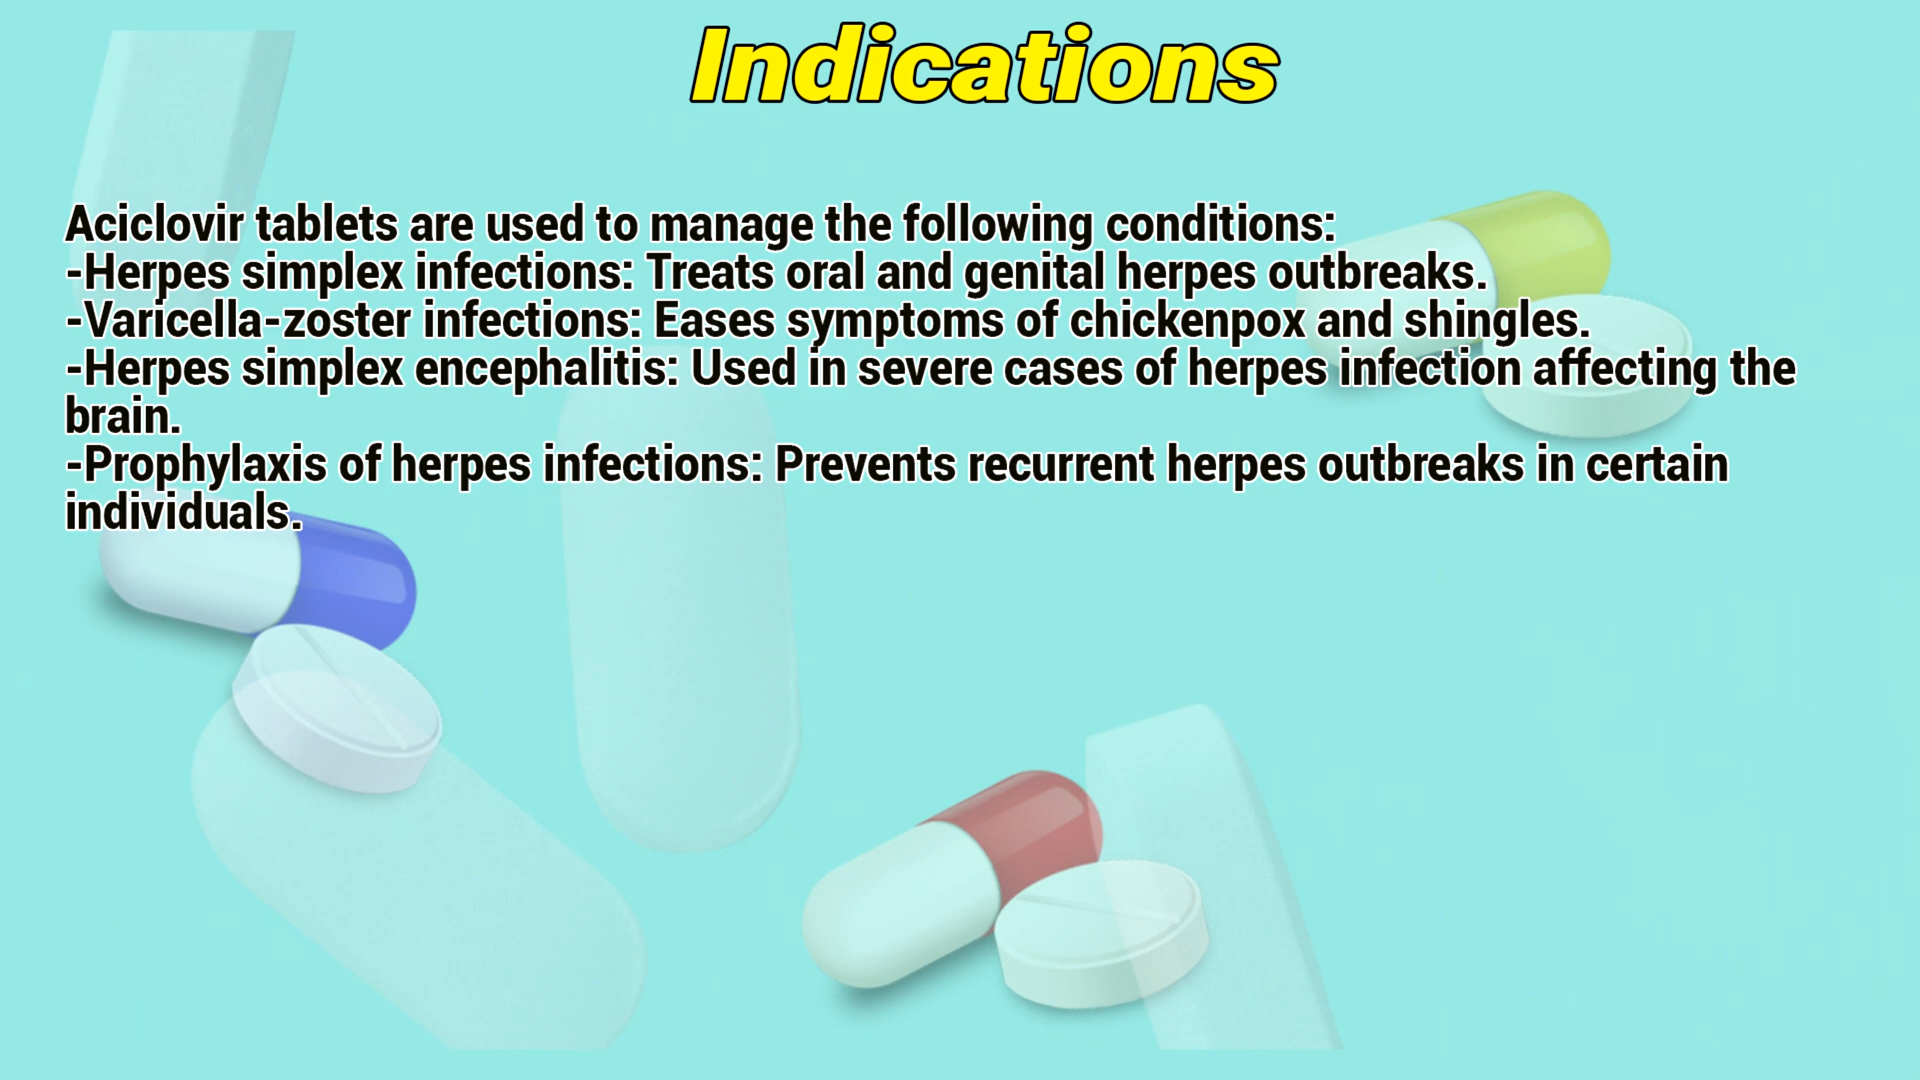 Indications
Aciclovir tablets are used to manage the following conditions:
-Herpes simplex infections: Treats oral and genital herpes outbreaks.
-Varicella-zoster infections: Eases symptoms of chickenpox and shingles.
-Herpes simplex encephalitis: Used in severe cases of herpes infection affecting the
brain.
-Prophylaxis of herpes infections: Prevents recurrent herpes outbreaks in certain
individuals.